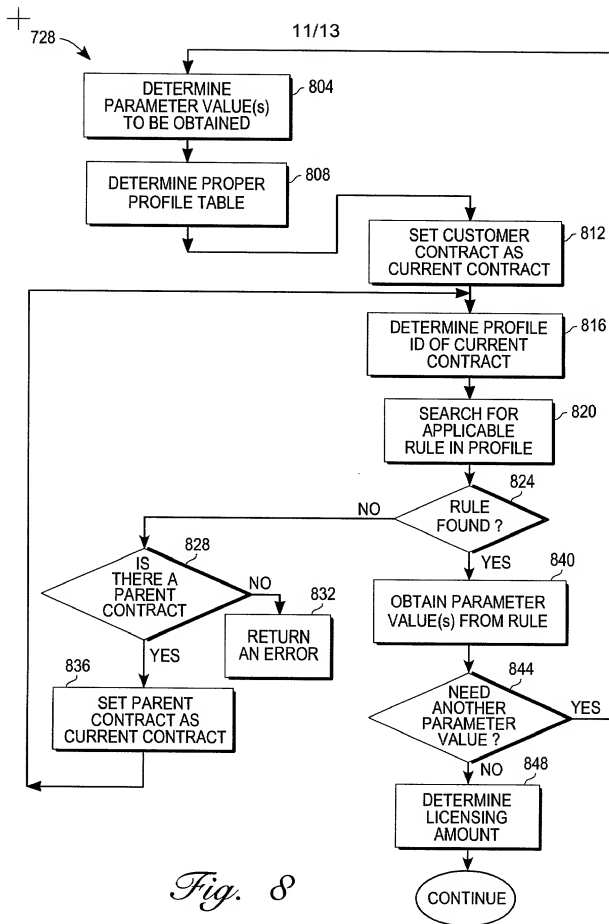 11/13
728
DETERMINE
PARAMETER VALUE(s)
TO BE OBTAINED
804
DETERMINE PROPER
PROFILE TABLE
808
SET CUSTOMER
CONTRACT AS
CURRENT CONTRACT
812
DETERMINE PROFILE
ID OF CURRENT
CONTRACT
816
SEARCH FOR
APPLICABLE
RULE IN PROFILE
820
824
RULE
FOUND ?
NO
YES
828
IS
THERE A
PARENT
CONTRACT
NO
YES
832
RETURN
AN ERROR
836
SET PARENT
CONTRACT AS
CURRENT CONTRACT
840
OBTAIN PARAMETER
VALUE(s) FROM RULE
844
NEED
ANOTHER
PARAMETER
VALUE ?
YES
NO
848
DETERMINE
LICENSING
AMOUNT
CONTINUE
Fig. 8